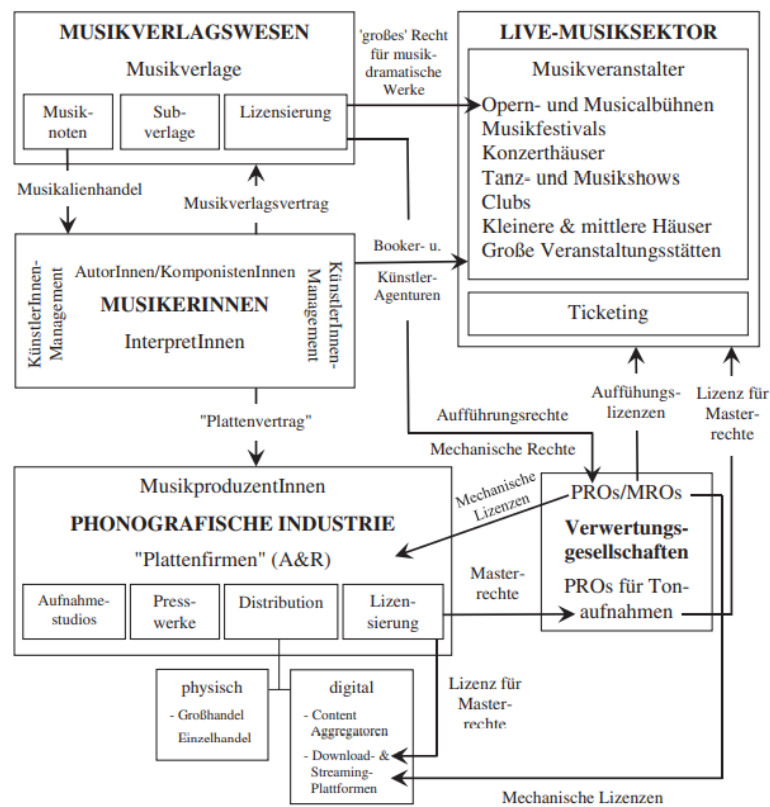 MUSIKVERLAGSWESEN
Musikverlage
Musik-
noten
Sub-
verlage
Lizensierung
'großes' Recht
für musik-
dramatische
Werke
LIVE-MUSIKSEKTOR
Musikveranstalter
Opern- und Musicalbühnen
Musikfestivals
Konzerthäuser
Tanz- und Musikshows
Clubs
Kleinere & mittlere Häuser
Große Veranstaltungsstätten
Ticketing
Musikalienhandel
Musikverlagsvertrag
KünstlerInnen-
Management
AutorInnen/KomponistenInnen
MUSIKERINNEN
InterpretInnen
KünstlerInnen-
Management
Booker- u.
Künstler-
Agenturen
"Plattenvertrag"
Aufführungsrechte
Mechanische Rechte
Auffühungs-
lizenzen
Lizenz für
Master-
rechte
MusikproduzentInnen
PHONOGRAFISCHE INDUSTRIE
"Plattenfirmen" (A&R)
Aufnahme-
studios
Press-
werke
Distribution
Lizen-
sierung
Mechanische
Lizenzen
Master-
rechte
PROs/MROs
Verwertungs-
gesellschaften
PROs für Ton-
aufnahmen
physisch
- Großhandel
Einzelhandel
digital
- Content
Aggregatoren
- Download- &
Streaming-
Plattformen
Lizenz für
Master-
rechte
Mechanische Lizenzen